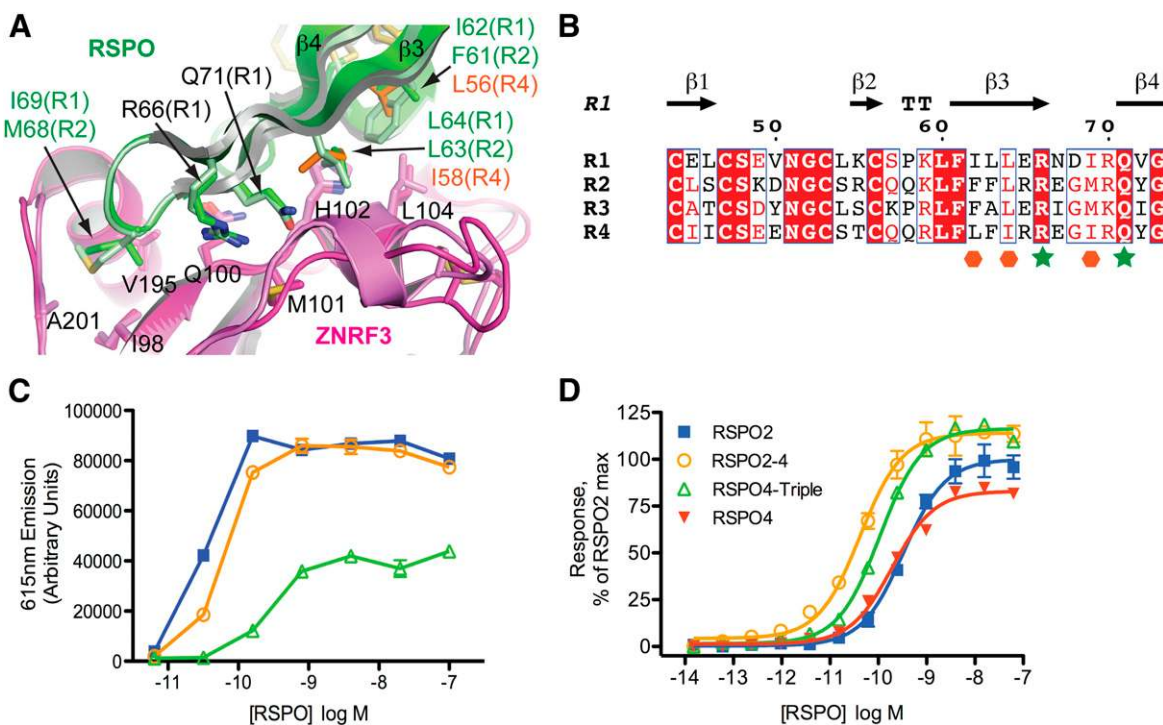 A
RSPO
β4
β3
I62(R1)
F61(R2)
L56(R4)
Q71(R1)
I69(R1)
M68(R2)
R66(R1)
L64(R1)
L63(R2)
I58(R4)
H102
L104
V195
Q100
M101
A201
I98
ZNRF3
B
β1 β2 β3 β4
R1 TT
50 60 70
R1 CELCSEVNGCLKCSPKLFILLERNDIRQVG
R2 CLSCSKDNGCSRCQQKLFFFLRREGMRQYG
R3 CATCSDYNGCLSCKPRLFFALERIGMKQIG
R4 CIICSEENGCSTCQQRLFLFIRREGIRQYG
C
615nm Emission
(Arbitrary Units)
100000
80000
60000
40000
20000
0
-11 -10 -9 -8 -7
[RSPO] log M
D
Response,
% of RSPO2 max
125
100
75
50
25
0
RSPO2
RSPO2-4
RSPO4-Triple
RSPO4
-14 -13 -12 -11 -10 -9 -8 -7
[RSPO] log M